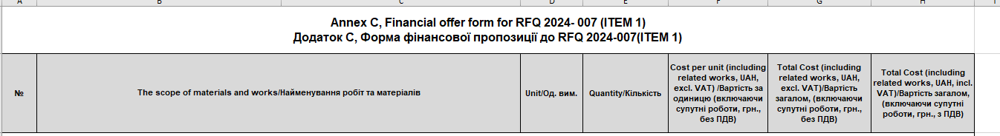 A B C D E F G H I
Annex C, Financial offer form for RFQ 2024- 007 (ITEM 1)
Додаток С, Форма фінансової пропозиції до RFQ 2024-007(ITEM 1)
№
The scope of materials and works/Найменування робіт та матеріалів
Unit/Од. вим.
Quantity/Кількість
Cost per unit (including
related works, UAH,
excl. VAT) /Вартість за
одиницю (включаючи
супутні роботи, грн.,
без ПДВ)
Total Cost (including
related works, UAH,
excl. VAT)/Вартість
загалом, (включаючи
супутні роботи, грн.,
без ПДВ)
Total Cost (including
related works, UAH, incl.
VAT)/Вартість загалом,
(включаючи супутні
роботи, грн., з ПДВ)